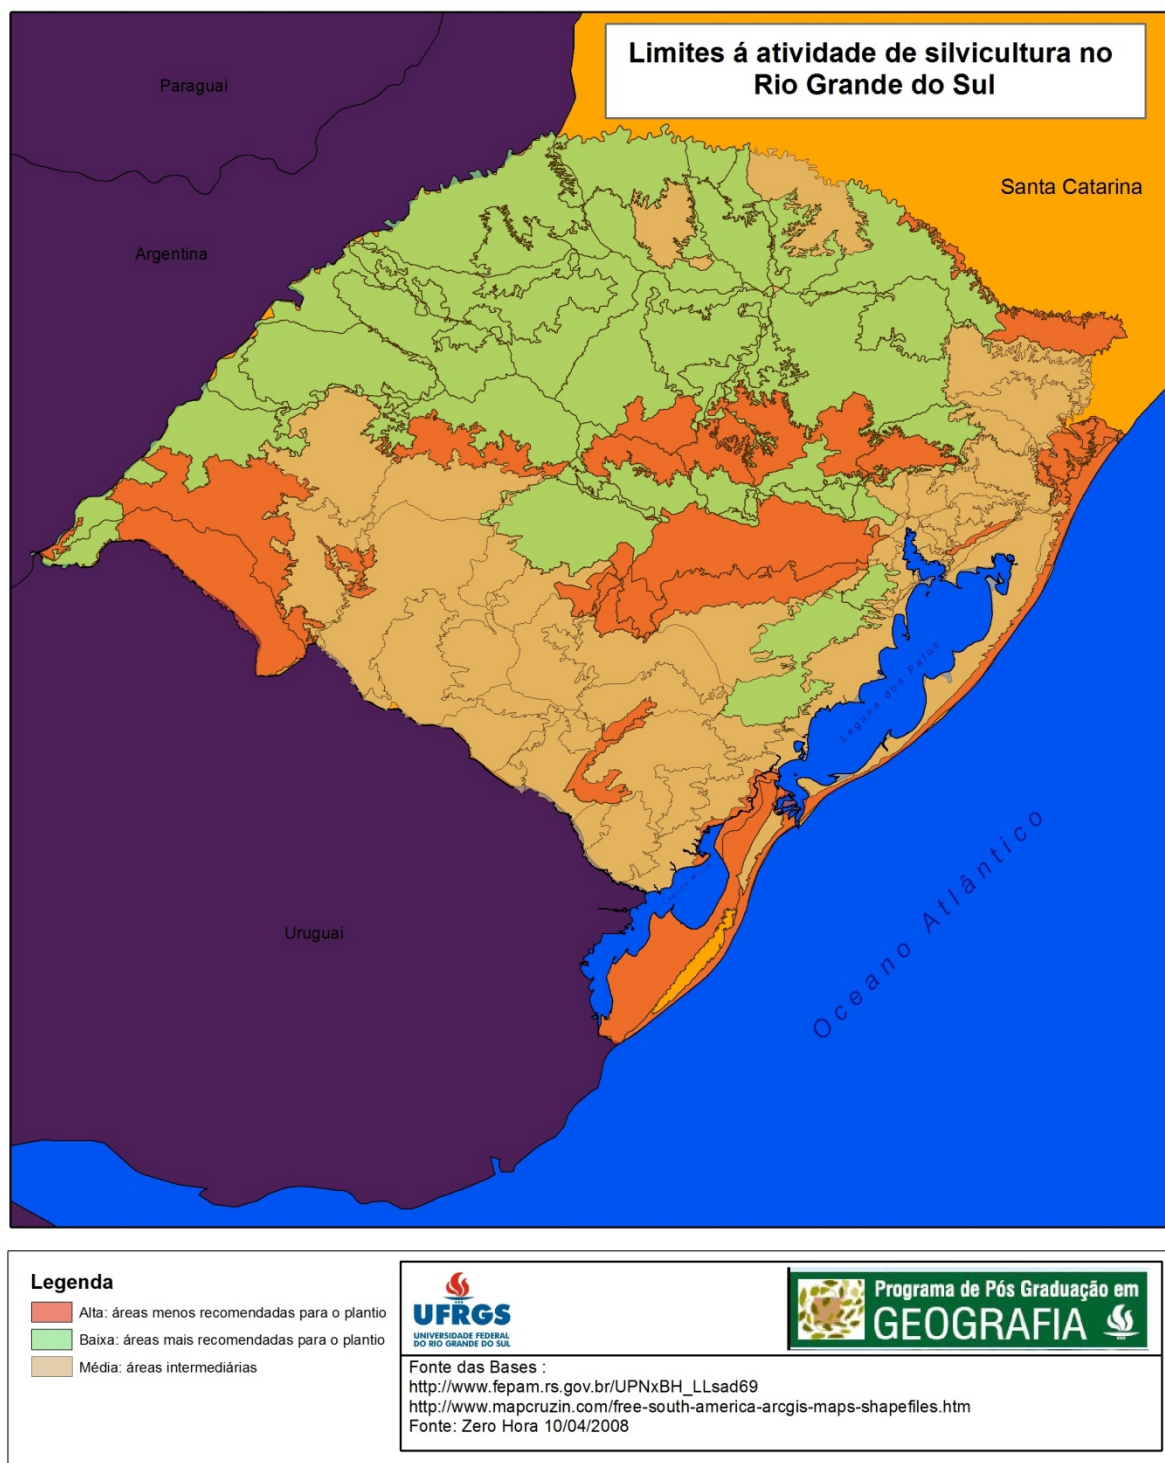 Limites á atividade de silvicultura no
Rio Grande do Sul
Paraguai
Santa Catarina
Argentina
Laguna dos Patos
Oceano Atlântico
Uruguai
Legenda
Alta: áreas menos recomendadas para o plantio
Baixa: áreas mais recomendadas para o plantio
Média: áreas intermediárias
UFRGS
UNIVERSIDADE FEDERAL
DO RIO GRANDE DO SUL
Programa de Pós Graduação em
GEOGRAFIA
Fonte das Bases :
http://www.fepam.rs.gov.br/UPNxBH_LLsad69
http://www.mapcruzin.com/free-south-america-arcgis-maps-shapefiles.htm
Fonte: Zero Hora 10/04/2008